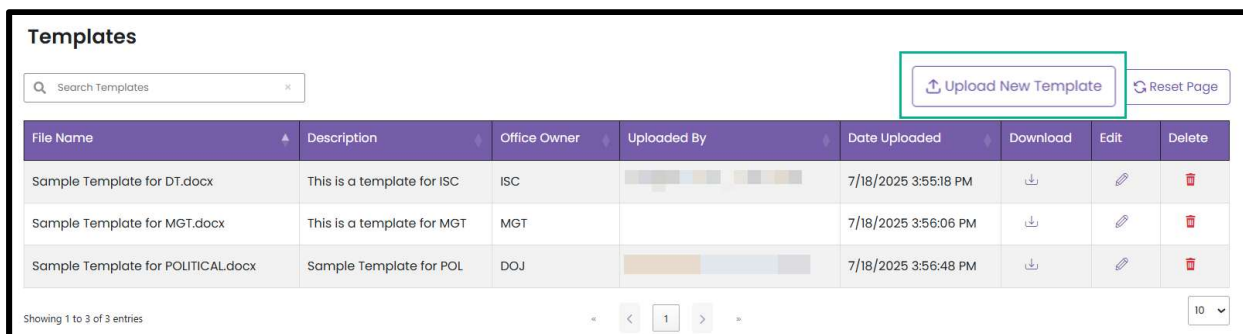 Templates
Search Templates ×
Upload New Template Reset Page
File Name Description Office Owner Uploaded By Date Uploaded Download Edit Delete
Sample Template for DT.docx This is a template for ISC ISC 7/18/2025 3:55:18 PM
Sample Template for MGT.docx This is a template for MGT MGT 7/18/2025 3:56:06 PM
Sample Template for POLITICAL.docx Sample Template for POL DOJ 7/18/2025 3:56:48 PM
Showing 1 to 3 of 3 entries « < 1 > » 10